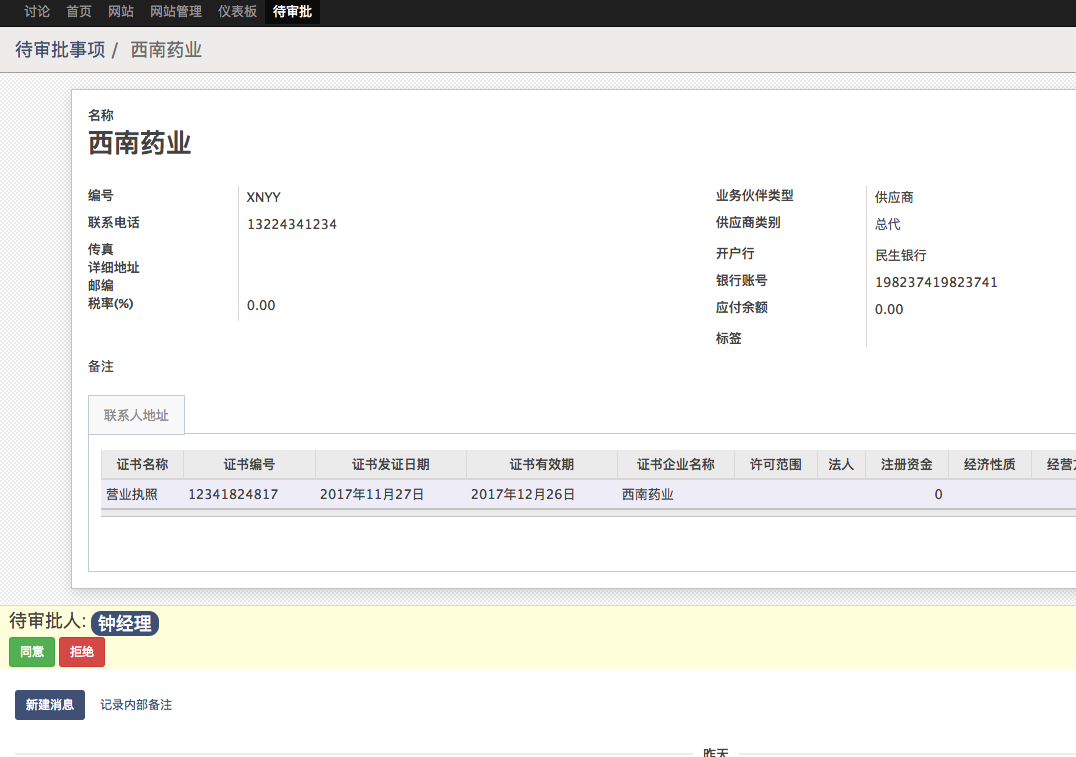 讨论 首页 网站 网站管理 仪表板 待审批
待审批事项 / 西南药业
名称
西南药业
编号 XNYY
联系电话 13224341234
传真
详细地址
邮编
税率(%) 0.00
业务伙伴类型 供应商
供应商类别 总代
开户行 民生银行
银行账号 198237419823741
应付余额 0.00
标签
备注
联系人地址
证书名称 证书编号 证书发证日期 证书有效期 证书企业名称 许可范围 法人 注册资金 经济性质 经营
营业执照 12341824817 2017年11月27日 2017年12月26日 西南药业 0
待审批人: 钟经理
同意 拒绝
新建消息 记录内部备注
昨天